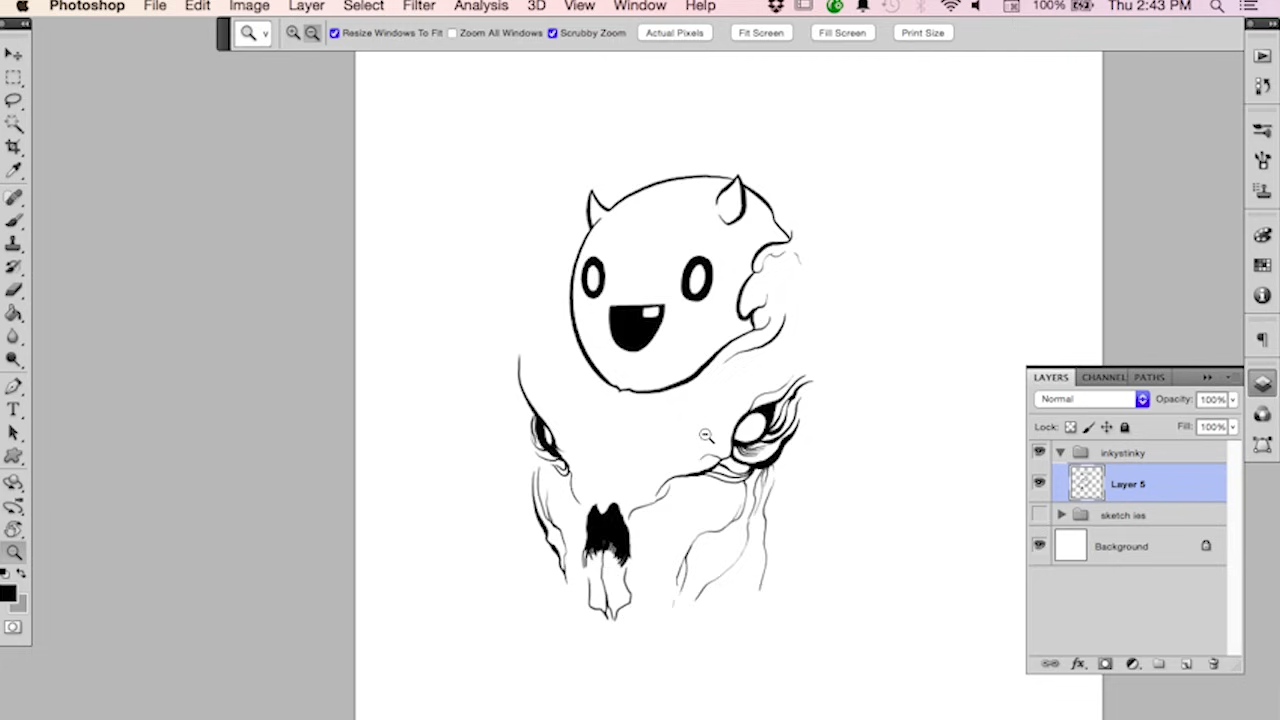 Photoshop File Edit Image Layer Select Filter Analysis 3D View Window Help 100% Thu 2:43 PM
Resize Windows To Fit Zoom All Windows Scrubby Zoom Actual Pixels Fit Screen Fill Screen Print Size
LAYERS CHANNEL PATHS
Normal Opacity: 100%
Lock: Fill: 100%
inkystinky
Layer 5
sketch ies
Background